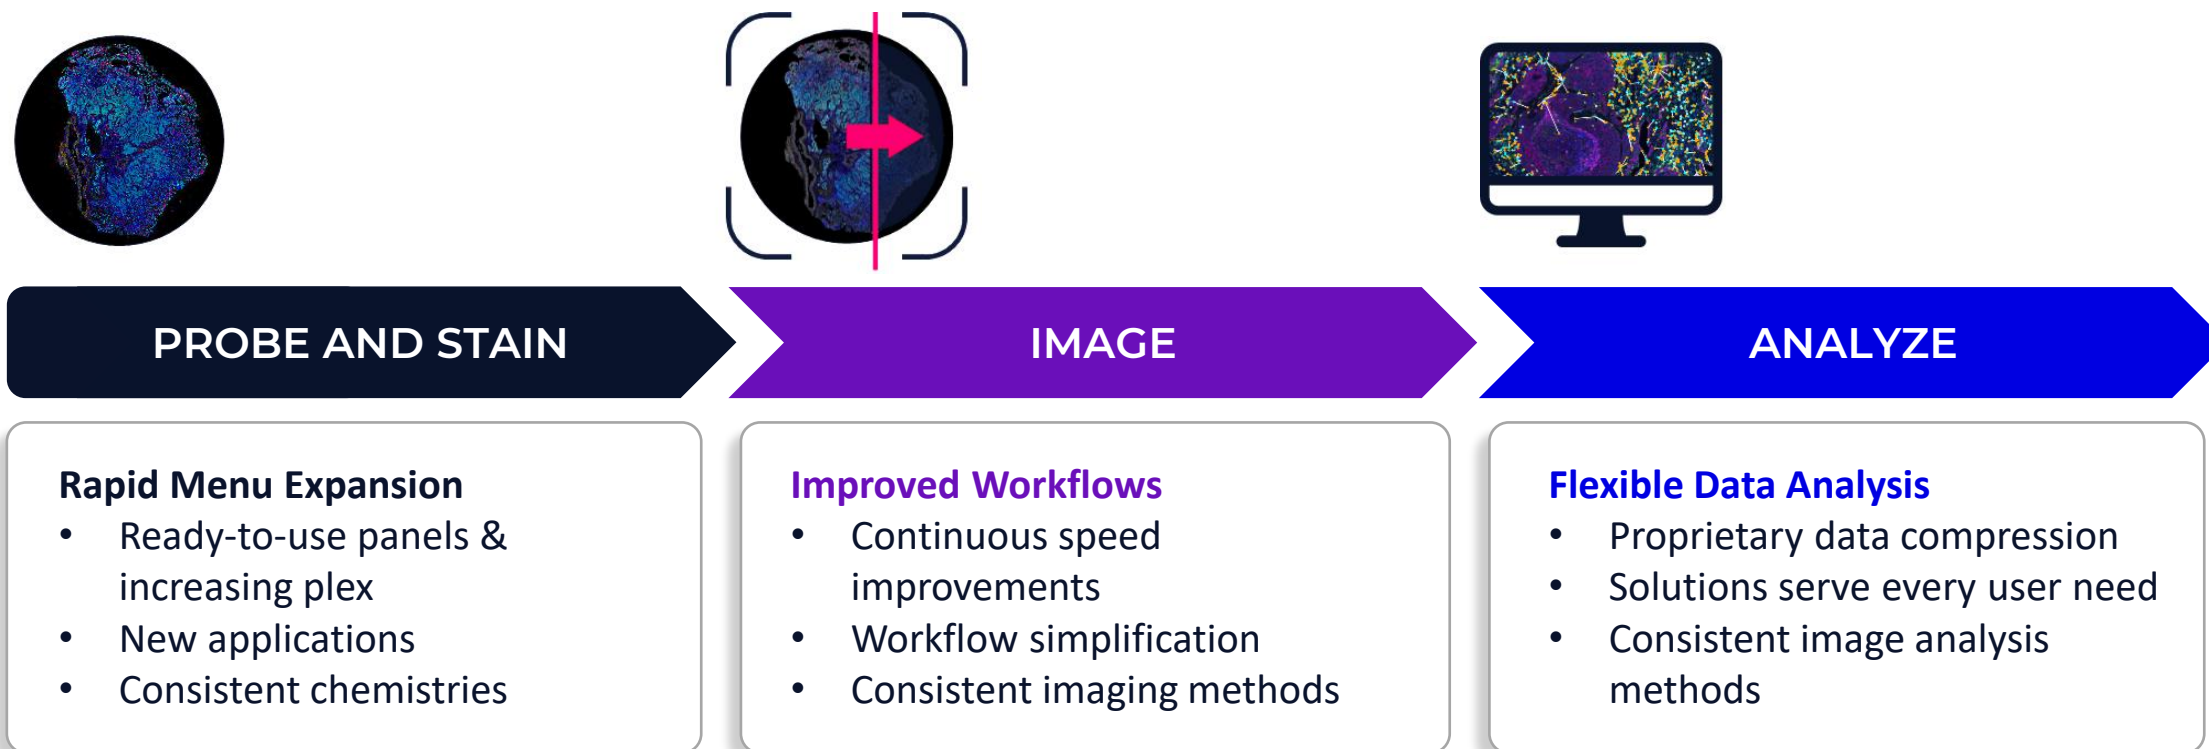 PROBE AND STAIN
IMAGE
ANALYZE
Rapid Menu Expansion
• Ready-to-use panels &
increasing plex
• New applications
• Consistent chemistries
Improved Workflows
• Continuous speed
improvements
• Workflow simplification
• Consistent imaging methods
Flexible Data Analysis
• Proprietary data compression
• Solutions serve every user need
• Consistent image analysis
methods